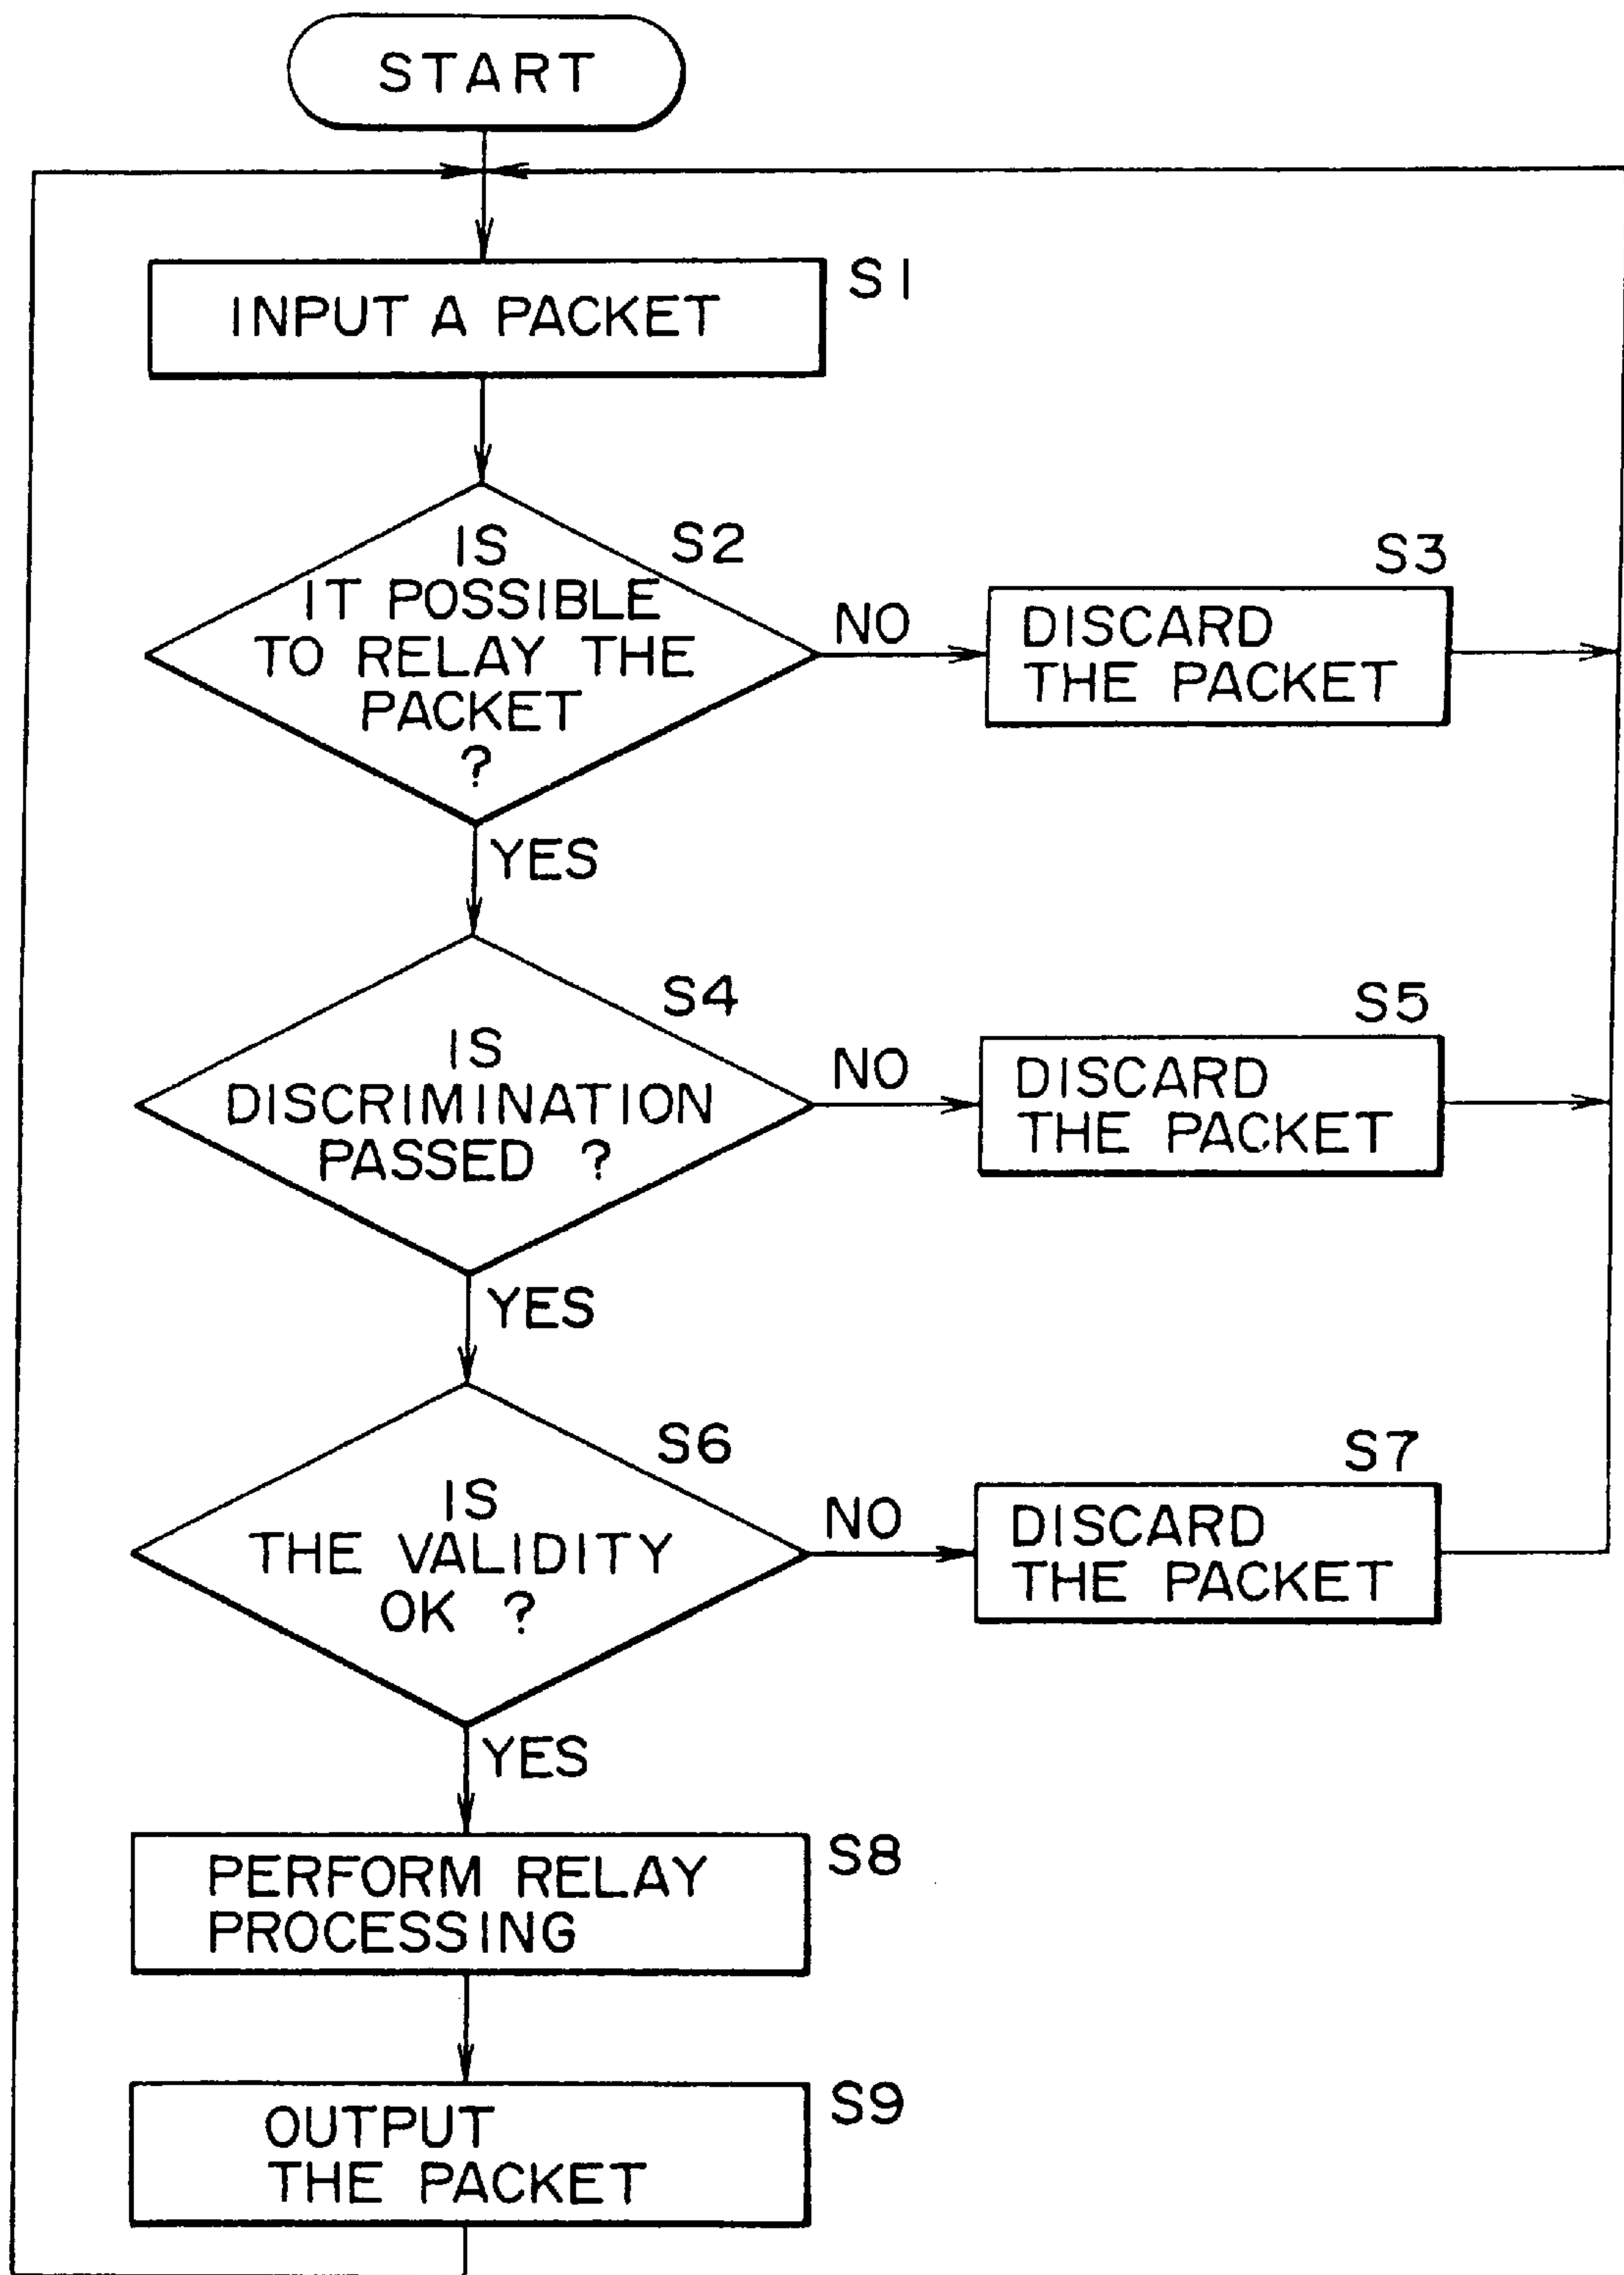 START
S1
INPUT A PACKET
S2
IS
IT POSSIBLE
TO RELAY THE
PACKET
?
NO
S3
DISCARD
THE PACKET
YES
S4
IS
DISCRIMINATION
PASSED ?
NO
S5
DISCARD
THE PACKET
YES
S6
IS
THE VALIDITY
OK ?
NO
S7
DISCARD
THE PACKET
YES
S8
PERFORM RELAY
PROCESSING
S9
OUTPUT
THE PACKET